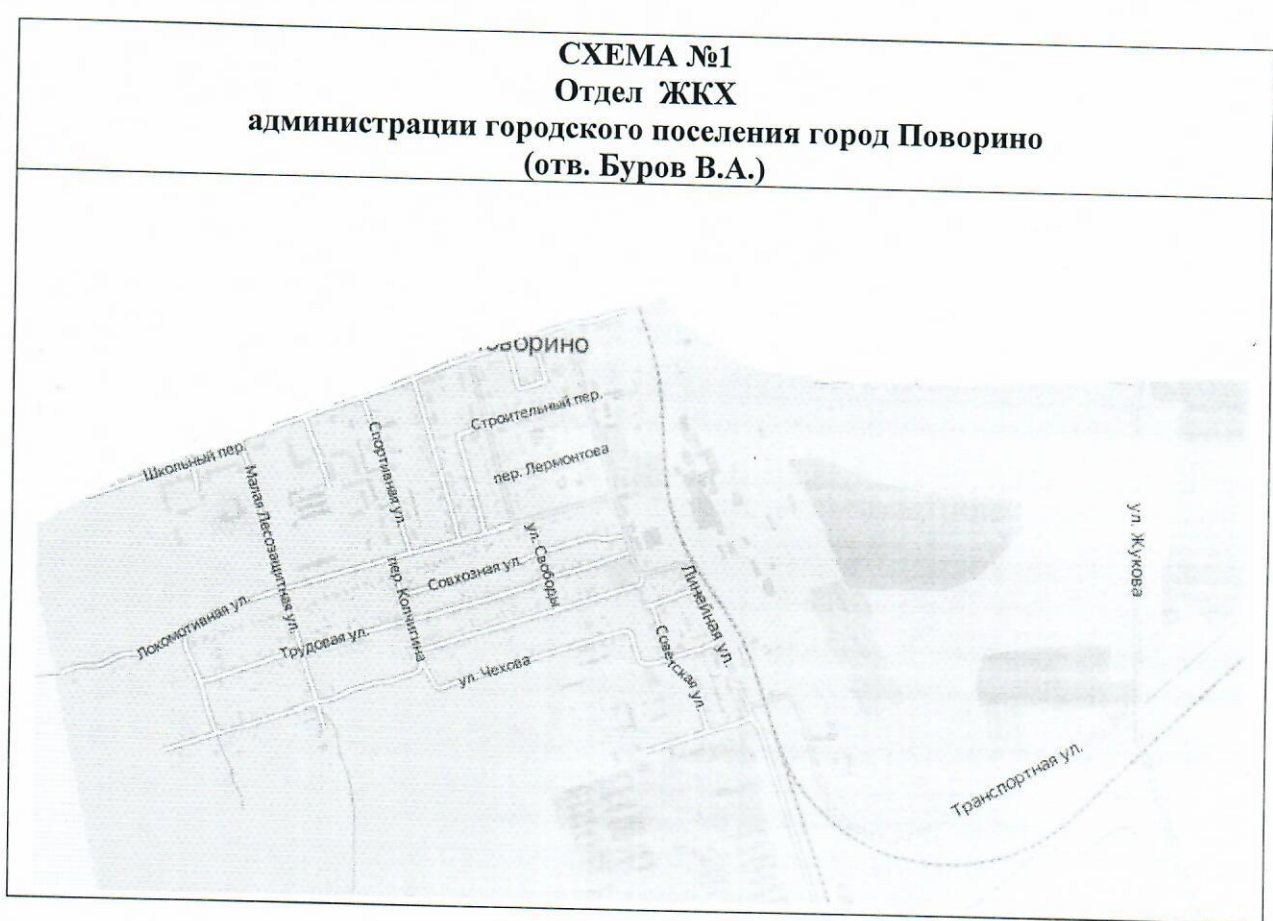 СХЕМА №1
Отдел ЖКХ
администрации городского поселения город Поворино
(отв. Буров В.А.)
Строительный пер.
Школьный пер.
Спортивная ул.
пер. Лермонтова
Малая Лесозащитная ул.
ул. Жукова
ул. Свободы
Совхозная ул.
пер. Копчигина
Линейная ул.
Локомотивная ул.
Трудовая ул.
Советская ул.
ул. Чехова
Транспортная ул.